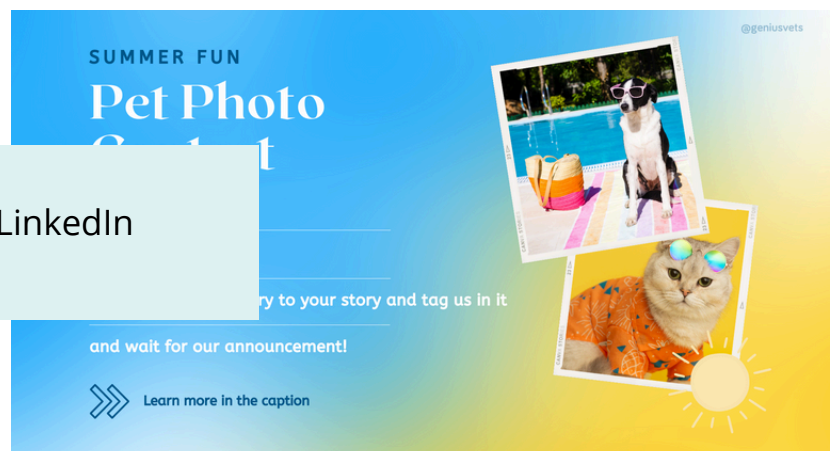 @geniusvets
SUMMER FUN
Pet Photo
LinkedIn
to your story and tag us in it
and wait for our announcement!
Learn more in the caption